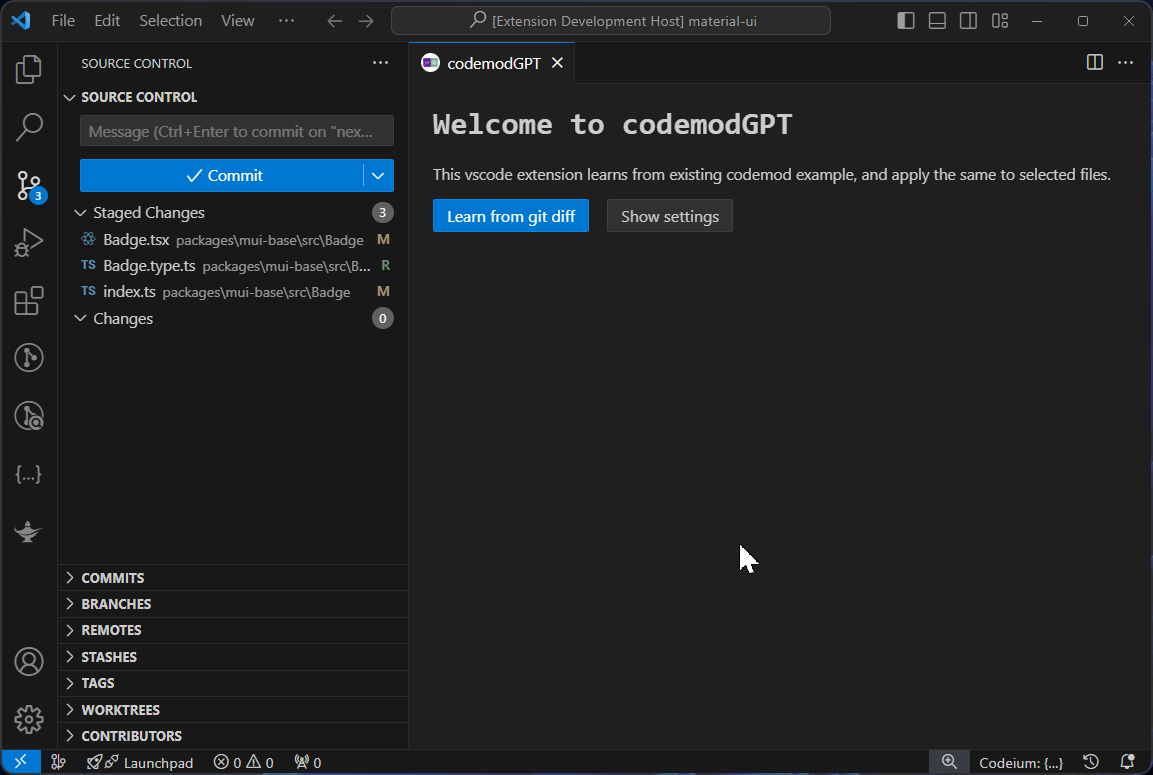 File Edit Selection View ··· [Extension Development Host] material-ui
SOURCE CONTROL ···
codemodGPT
SOURCE CONTROL
Message (Ctrl+Enter to commit on "nex...
Commit
Staged Changes 3
Badge.tsx packages\mui-base\src\Badge M
TS Badge.type.ts packages\mui-base\src\B... R
TS index.ts packages\mui-base\src\Badge M
Changes 0
3
{...}
COMMITS
BRANCHES
REMOTES
STASHES
TAGS
WORKTREES
CONTRIBUTORS
Welcome to codemodGPT
This vscode extension learns from existing codemod example, and apply the same to selected files.
Learn from git diff Show settings
Launchpad 0 0 0 Codeium: {...}